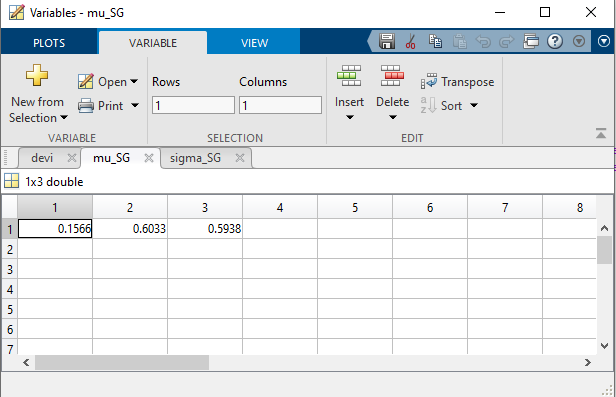 Variables - mu_SG
PLOTS VARIABLE VIEW
New from Selection
Open
Print
Rows Columns
1 1
Insert Delete
Transpose
Sort
VARIABLE SELECTION EDIT
devi mu_SG sigma_SG
1x3 double
1 2 3 4 5 6 7 8
1 0.1566 0.6033 0.5938
2
3
4
5
6
7